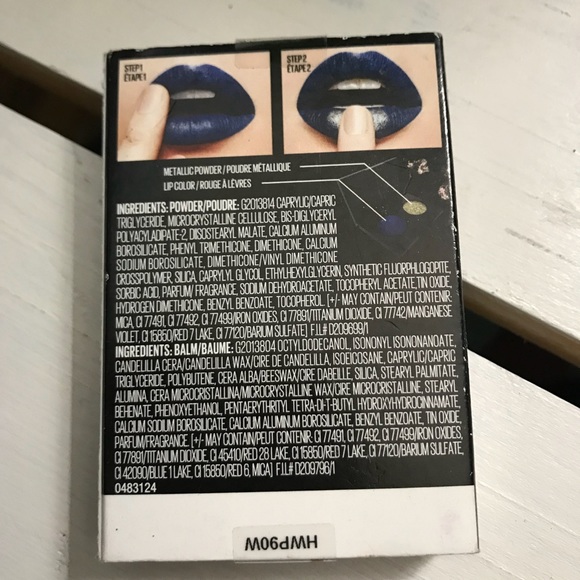 STEP 1
ÉTAPE 1
STEP 2
ÉTAPE 2
METALLIC POWDER / POUDRE MÉTALLIQUE
LIP COLOR / ROUGE À LÈVRES
INGREDIENTS: POWDER/POUDRE: G2013814 CAPRYLIC/CAPRIC
TRIGLYCERIDE, MICROCRYSTALLINE CELLULOSE, BIS-DIGLYCERYL
POLYACYLADIPATE-2, DIISOSTEARYL MALATE, CALCIUM ALUMINUM
BOROSILICATE, PHENYL TRIMETHICONE, DIMETHICONE, CALCIUM
SODIUM BOROSILICATE, DIMETHICONE/VINYL DIMETHICONE
CROSSPOLYMER, SILICA, CAPRYLYL GLYCOL, ETHYLHEXYLGLYCERIN, SYNTHETIC FLUORPHLOGOPITE,
SORBIC ACID, PARFUM/ FRAGRANCE, SODIUM DEHYDROACETATE, TOCOPHERYL ACETATE, TIN OXIDE,
HYDROGEN DIMETHICONE, BENZYL BENZOATE, TOCOPHEROL. [+/- MAY CONTAIN/PEUT CONTENIR:
MICA, CI 77491, CI 77492, CI 77499/IRON OXIDES, CI 77891/TITANIUM DIOXIDE, CI 77742/MANGANESE
VIOLET, CI 15850/RED 7 LAKE, CI 77120/BARIUM SULFATE] F.I.L.# D209699/1
INGREDIENTS: BALM/BAUME: G2013804 OCTYLDODECANOL, ISONONYL ISONONANOATE,
CANDELILLA CERA/CANDELILLA WAX/CIRE DE CANDELILLA, ISOEICOSANE, CAPRYLIC/CAPRIC
TRIGLYCERIDE, POLYBUTENE, CERA ALBA/BEESWAX/CIRE DABEILLE, SILICA, STEARYL PALMITATE,
ALUMINA, CERA MICROCRISTALLINA/MICROCRYSTALLINE WAX/CIRE MICROCRISTALLINE, STEARYL
BEHENATE, PHENOXYETHANOL, PENTAERYTHRITYL TETRA-DI-T-BUTYL HYDROXYHYDROCINNAMATE,
CALCIUM SODIUM BOROSILICATE, CALCIUM ALUMINUM BOROSILICATE, BENZYL BENZOATE, TIN OXIDE,
PARFUM/FRAGRANCE. [+/- MAY CONTAIN/PEUT CONTENIR: CI 77491, CI 77492, CI 77499/IRON OXIDES,
CI 77891/TITANIUM DIOXIDE, CI 45410/RED 28 LAKE, CI 15850/RED 7 LAKE, CI 77120/BARIUM SULFATE,
CI 42090/BLUE 1 LAKE, CI 15850/RED 6, MICA] F.I.L.# D209796/1
0483124
HWP90W